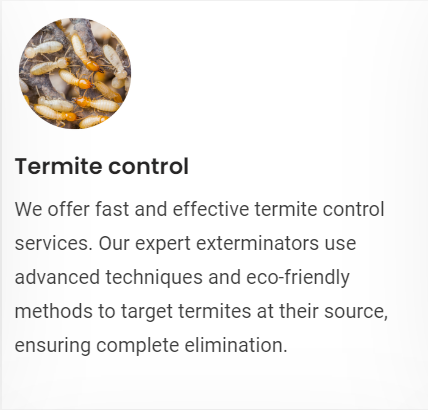 Termite control
We offer fast and effective termite control
services. Our expert exterminators use
advanced techniques and eco-friendly
methods to target termites at their source,
ensuring complete elimination.